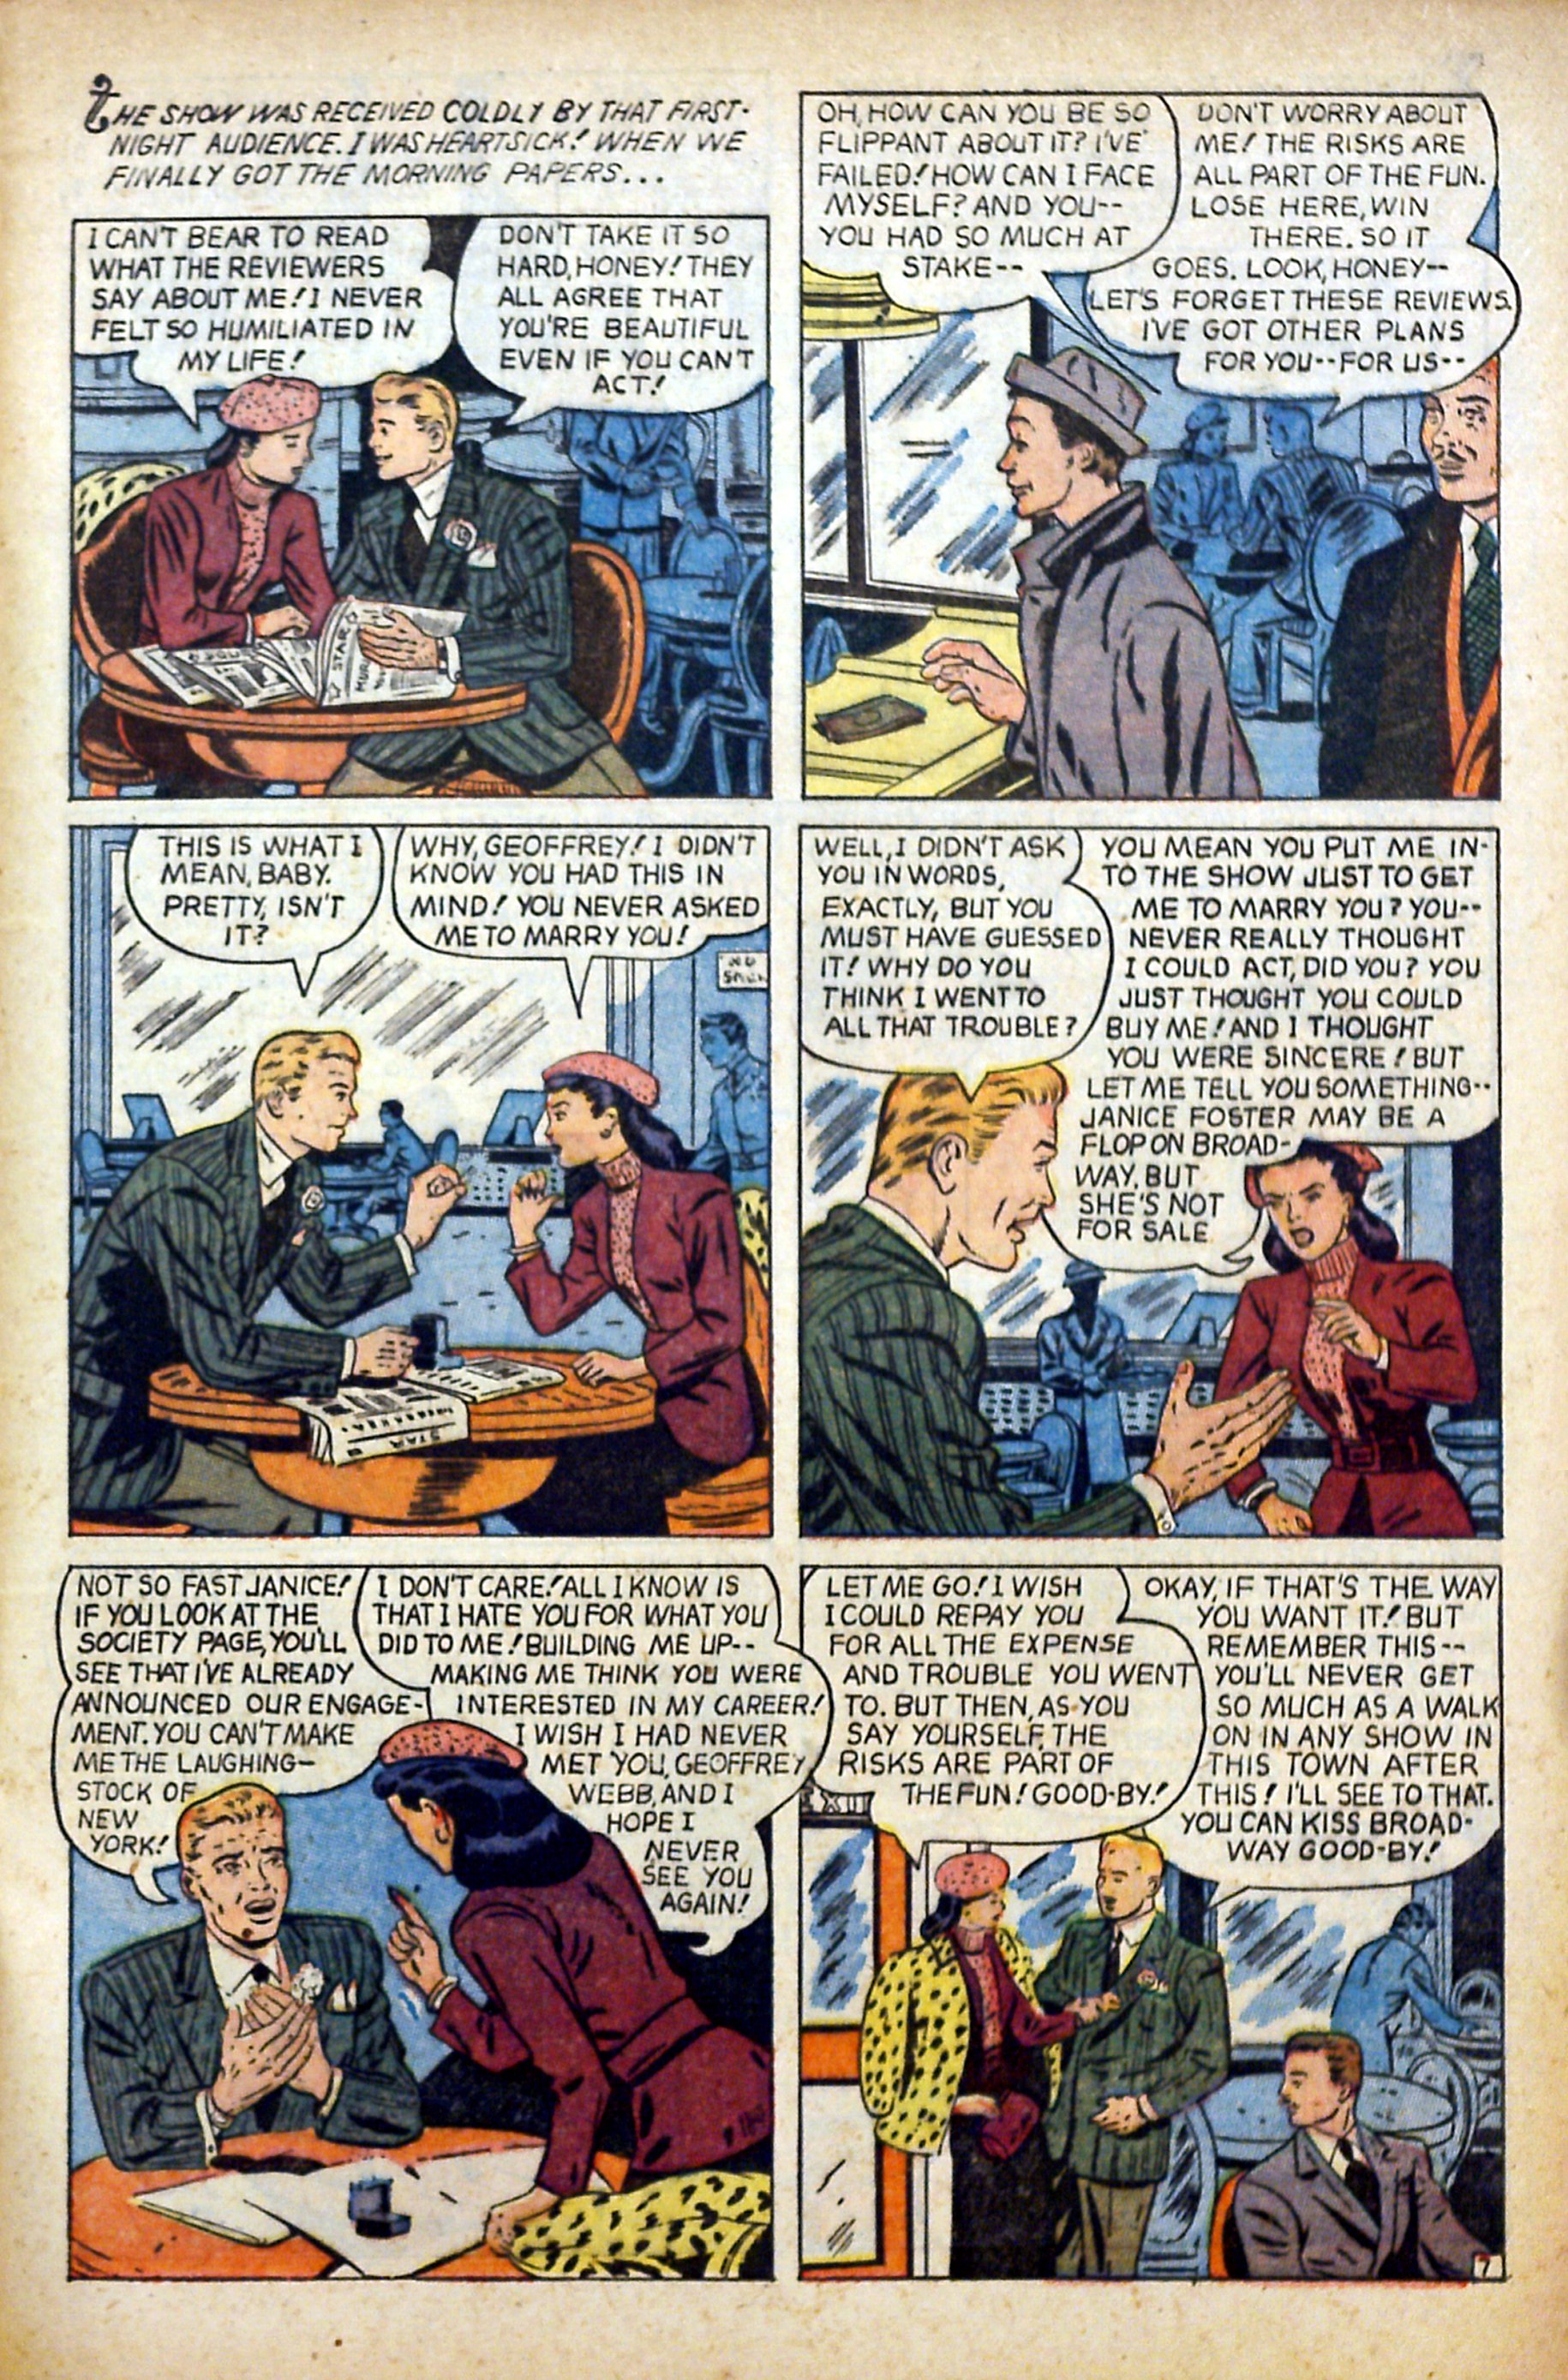 THE SHOW WAS RECEIVED COLDLY BY THAT FIRST-
NIGHT AUDIENCE. I WAS HEARTSICK! WHEN WE
FINALLY GOT THE MORNING PAPERS...
I CAN'T BEAR TO READ
WHAT THE REVIEWERS
SAY ABOUT ME! I NEVER
FELT SO HUMILIATED IN
MY LIFE!
DON'T TAKE IT SO
HARD, HONEY! THEY
ALL AGREE THAT
YOU'RE BEAUTIFUL
EVEN IF YOU CAN'T
ACT!
STAR
OH, HOW CAN YOU BE SO
FLIPPANT ABOUT IT? I'VE
FAILED! HOW CAN I FACE
MYSELF? AND YOU--
YOU HAD SO MUCH AT
STAKE--
DON'T WORRY ABOUT
ME! THE RISKS ARE
ALL PART OF THE FUN.
LOSE HERE, WIN
THERE. SO IT
GOES. LOOK, HONEY--
LET'S FORGET THESE REVIEWS.
I'VE GOT OTHER PLANS
FOR YOU--FOR US--
THIS IS WHAT I
MEAN, BABY.
PRETTY, ISN'T
IT?
WHY, GEOFFREY! I DIDN'T
KNOW YOU HAD THIS IN
MIND! YOU NEVER ASKED
ME TO MARRY YOU!
NO
STAR
WELL, I DIDN'T ASK
YOU IN WORDS,
EXACTLY, BUT YOU
MUST HAVE GUESSED
IT! WHY DO YOU
THINK I WENT TO
ALL THAT TROUBLE?
YOU MEAN YOU PUT ME IN-
TO THE SHOW JUST TO GET
ME TO MARRY YOU? YOU--
NEVER REALLY THOUGHT
I COULD ACT, DID YOU? YOU
JUST THOUGHT YOU COULD
BUY ME! AND I THOUGHT
YOU WERE SINCERE! BUT
LET ME TELL YOU SOMETHING--
JANICE FOSTER MAY BE A
FLOP ON BROAD-
WAY, BUT
SHE'S NOT
FOR SALE
NOT SO FAST JANICE!
IF YOU LOOK AT THE
SOCIETY PAGE, YOU'LL
SEE THAT I'VE ALREADY
ANNOUNCED OUR ENGAGE-
MENT. YOU CAN'T MAKE
ME THE LAUGHING-
STOCK OF
NEW
YORK!
I DON'T CARE! ALL I KNOW IS
THAT I HATE YOU FOR WHAT YOU
DID TO ME! BUILDING ME UP--
MAKING ME THINK YOU WERE
INTERESTED IN MY CAREER!
I WISH I HAD NEVER
MET YOU, GEOFFREY
WEBB, AND I
HOPE I
NEVER
SEE YOU
AGAIN!
LET ME GO! I WISH
I COULD REPAY YOU
FOR ALL THE EXPENSE
AND TROUBLE YOU WENT
TO. BUT THEN, AS YOU
SAY YOURSELF, THE
RISKS ARE PART OF
THE FUN! GOOD-BY!
OKAY, IF THAT'S THE WAY
YOU WANT IT! BUT
REMEMBER THIS--
YOU'LL NEVER GET
SO MUCH AS A WALK
ON IN ANY SHOW IN
THIS TOWN AFTER
THIS! I'LL SEE TO THAT.
YOU CAN KISS BROAD-
WAY GOOD-BY!
EXIT
7